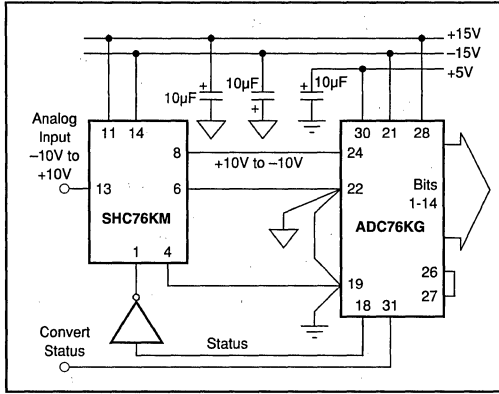 +15V
–15V
+5V
10µF
+
10µF
+
10µF
+
Analog
Input
–10V to
+10V
11
14
30
21
28
8
+10V to –10V
24
13
6
22
Bits
1-14
SHC76KM
ADC76KG
1
4
19
26
27
18
31
Convert
Status
Status